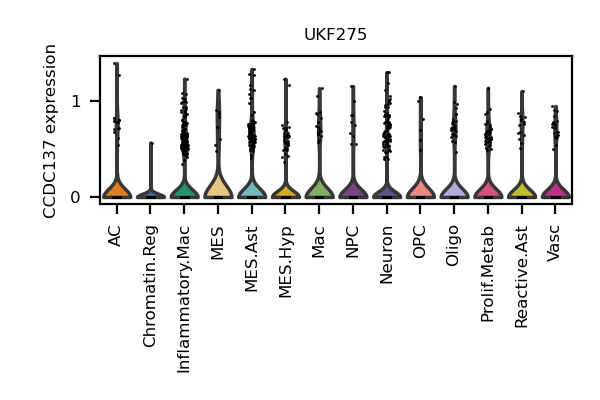 UKF275
CCDC137 expression
1
0
AC
Chromatin.Reg
Inflammatory.Mac
MES
MES.Ast
MES.Hyp
Mac
NPC
Neuron
OPC
Oligo
Prolif.Metab
Reactive.Ast
Vasc